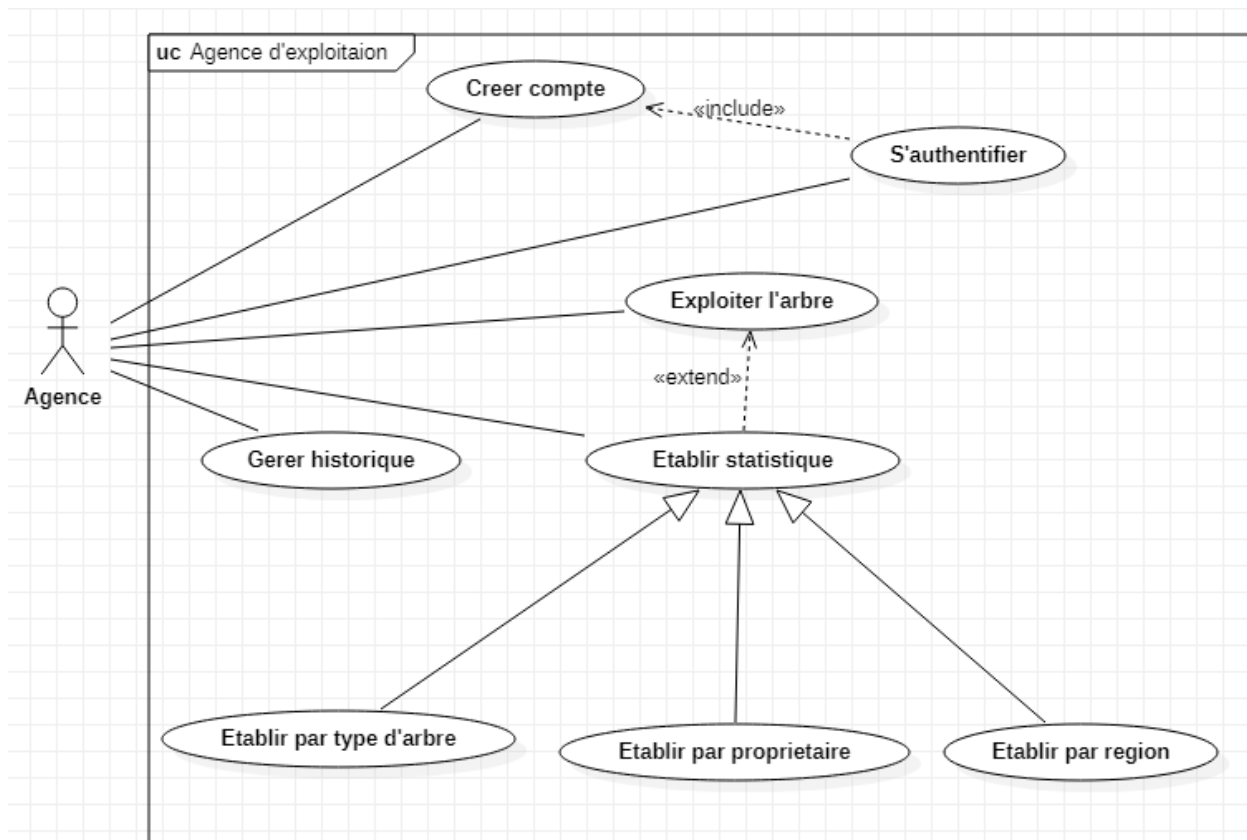 uc Agence d'exploitaion
Creer compte
«include»
S'authentifier
Exploiter l'arbre
«extend»
Agence
Gerer historique
Etablir statistique
Etablir par type d'arbre
Etablir par proprietaire
Etablir par region